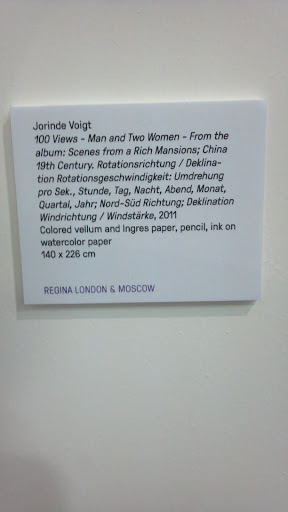 Jorinde Voigt
100 Views - Man and Two Women - From the
album: Scenes from a Rich Mansions; China
19th Century. Rotationsrichtung / Deklina-
tion Rotationsgeschwindigkeit: Umdrehung
pro Sek., Stunde, Tag, Nacht, Abend, Monat,
Quartal, Jahr; Nord-Süd Richtung; Deklination
Windrichtung / Windstärke, 2011
Colored vellum and Ingres paper, pencil, ink on
watercolor paper
140 x 226 cm
REGINA LONDON & MOSCOW